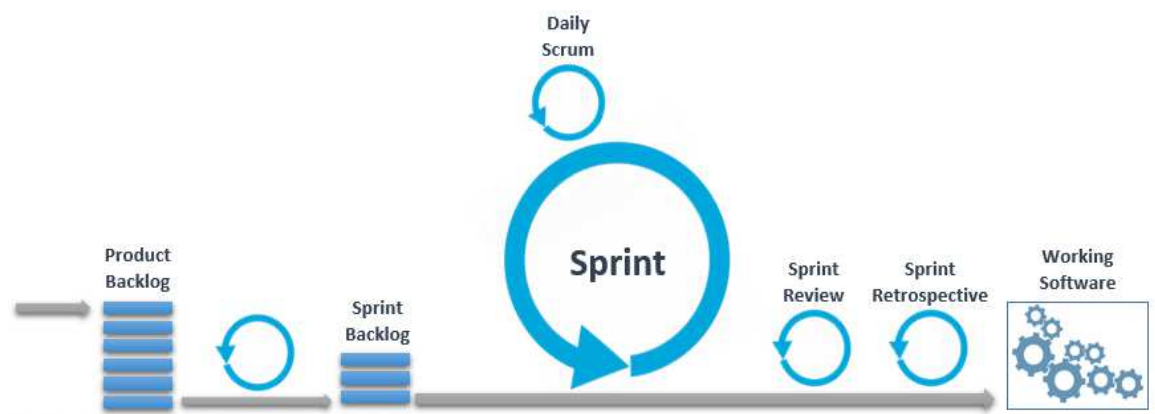 Daily
Scrum
Sprint
Product
Backlog
Sprint
Backlog
Sprint
Review
Sprint
Retrospective
Working
Software